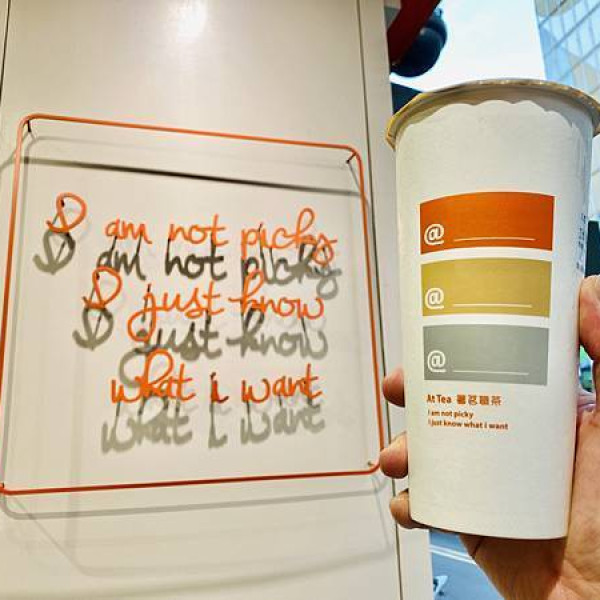 I am not picky
I just know
what i want
@
@
@
At Tea 著茗職茶
I am not picky
I just know what i want